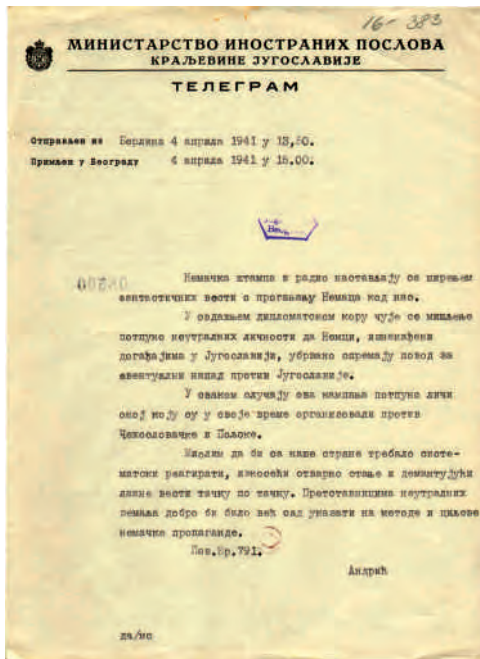 16-383
МИНИСТАРСТВО ИНОСТРАНИХ ПОСЛОВА
КРАЉЕВИНЕ ЈУГОСЛАВИЈЕ
ТЕЛЕГРАМ
Отправљен из Берлина 4 априла 1941 у 13,50.
Примљен у Београду 4 априла 1941 у 15.00.
Немачка штампа и радио настављају са ширењем
фантастичних вести о прогањању Немаца код нас.
У овдашњем дипломатском кору чује се мишљење
потпуно неутралних личности да Немци, изненађени
догађајима у Југославији, убрзано спремају повод за
евентуални напад против Југославије.
У сваком случају ова кампања потпуно личи
оној коју су у своје време организовали против
Чехословачке и Пољске.
Мислим да би са наше стране требало систе-
матски реагирати, износећи стварно стање и демантујући
лажне вести тачку по тачку. Претставницима неутралних
земаља добро би било већ сад указати на методе и циљове
немачке пропаганде.
Пов.Бр.791.
Андрић
да/мс